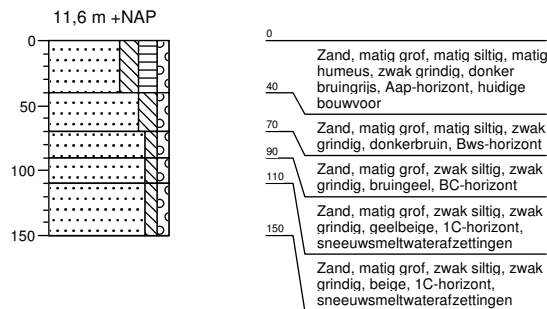 11,6 m +NAP
0
50
100
150
0
Zand, matig grof, matig siltig, matig
humeus, zwak grindig, donker
bruingrijs, Aap-horizont, huidige
bouwvoor
40
Zand, matig grof, matig siltig, zwak
grindig, donkerbruin, Bws-horizont
70
Zand, matig grof, zwak siltig, zwak
grindig, bruingeel, BC-horizont
90
Zand, matig grof, zwak siltig, zwak
grindig, geelbeige, 1C-horizont,
sneeuwsmeltwaterafzettingen
110
Zand, matig grof, zwak siltig, zwak
grindig, beige, 1C-horizont,
sneeuwsmeltwaterafzettingen
150